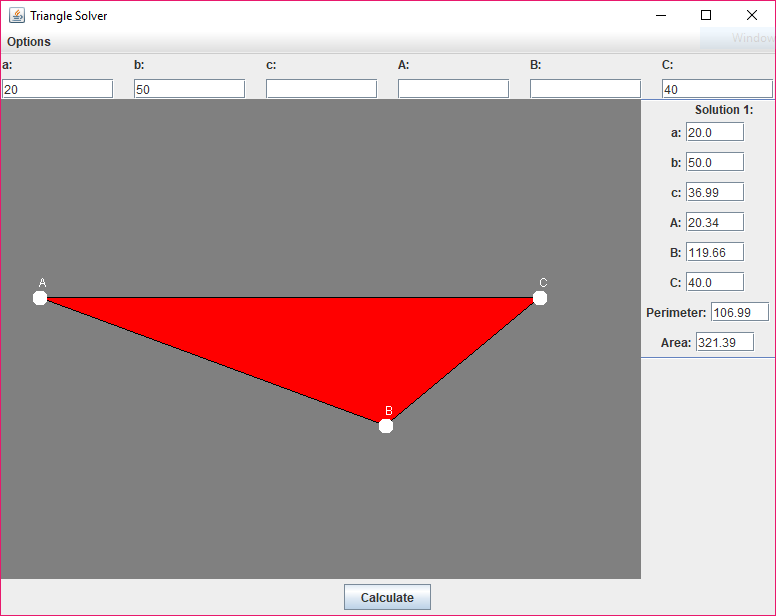 Triangle Solver
Window
Options
a: b: c: A: B: C:
20 50 40
Solution 1:
a: 20.0
b: 50.0
c: 36.99
A: 20.34
B: 119.66
C: 40.0
Perimeter: 106.99
Area: 321.39
A C
B
Calculate